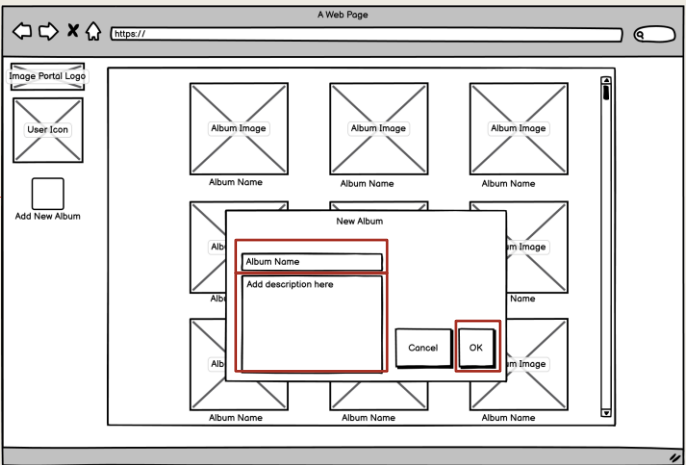 A Web Page
https://
Image Portal Logo
User Icon
Add New Album
Album Image
Album Image
Album Image
Album Name
Album Name
Album Name
New Album
Album Name
Add description here
Cancel
OK
m Image
Name
m Image
Album Name
Album Name
Album Name